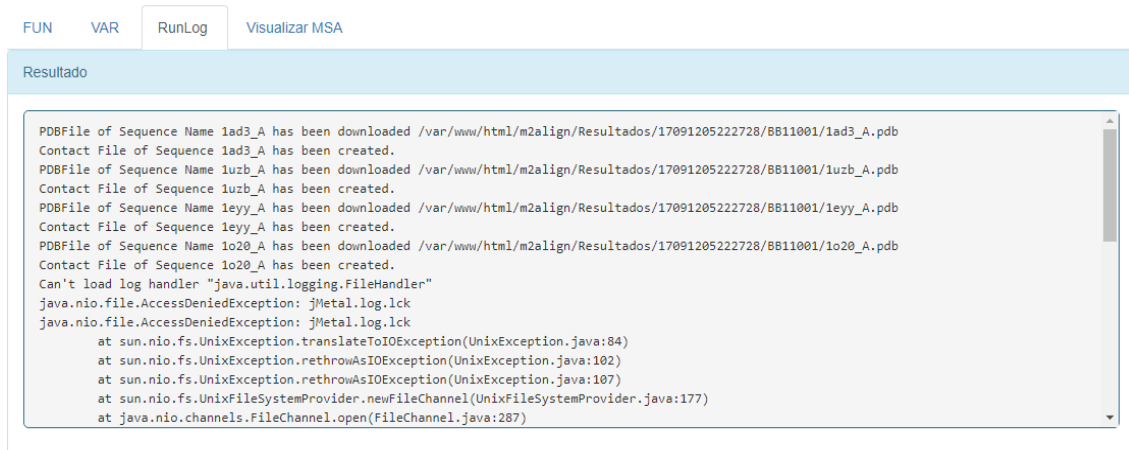 FUN VAR RunLog Visualizar MSA
Resultado
PDBFile of Sequence Name 1ad3_A has been downloaded /var/www/html/m2align/Resultados/17091205222728/BB11001/1ad3_A.pdb
Contact File of Sequence 1ad3_A has been created.
PDBFile of Sequence Name 1uzb_A has been downloaded /var/www/html/m2align/Resultados/17091205222728/BB11001/1uzb_A.pdb
Contact File of Sequence 1uzb_A has been created.
PDBFile of Sequence Name 1eyy_A has been downloaded /var/www/html/m2align/Resultados/17091205222728/BB11001/1eyy_A.pdb
Contact File of Sequence 1eyy_A has been created.
PDBFile of Sequence Name 1o20_A has been downloaded /var/www/html/m2align/Resultados/17091205222728/BB11001/1o20_A.pdb
Contact File of Sequence 1o20_A has been created.
Can't load log handler "java.util.logging.FileHandler"
java.nio.file.AccessDeniedException: jMetal.log.lck
java.nio.file.AccessDeniedException: jMetal.log.lck
at sun.nio.fs.UnixException.translateToIOException(UnixException.java:84)
at sun.nio.fs.UnixException.rethrowAsIOException(UnixException.java:102)
at sun.nio.fs.UnixException.rethrowAsIOException(UnixException.java:107)
at sun.nio.fs.UnixFileSystemProvider.newFileChannel(UnixFileSystemProvider.java:177)
at java.nio.channels.FileChannel.open(FileChannel.java:287)